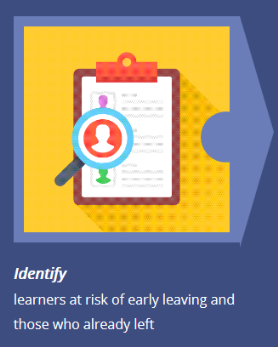 Identify
learners at risk of early leaving and
those who already left